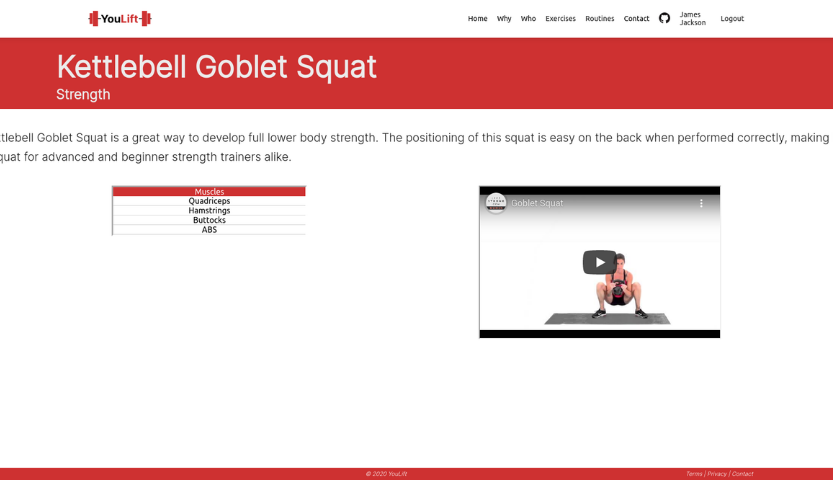 YouLift
Home Why Who Exercises Routines Contact James Jackson Logout
Kettlebell Goblet Squat
Strength
tlebell Goblet Squat is a great way to develop full lower body strength. The positioning of this squat is easy on the back when performed correctly, making
quat for advanced and beginner strength trainers alike.
Muscles
Quadriceps
Hamstrings
Buttocks
ABS
Goblet Squat
© 2020 YouLift
Terms | Privacy | Contact